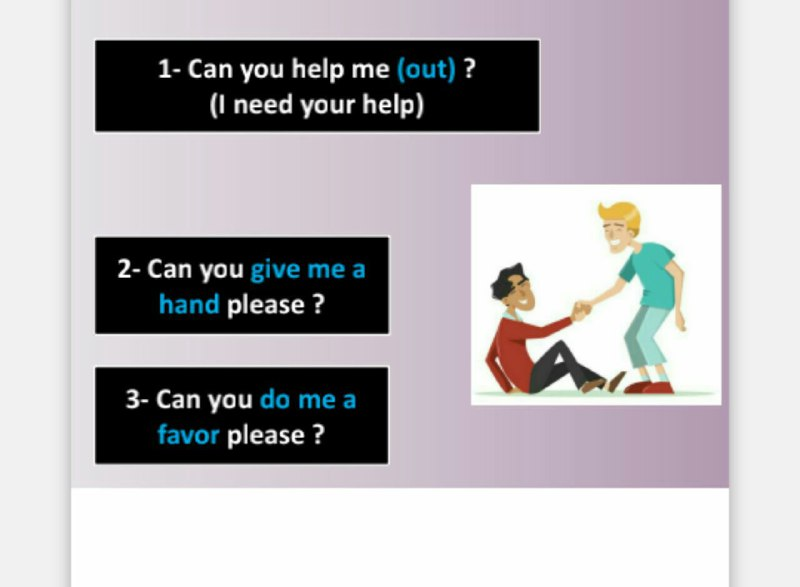 1- Can you help me (out) ?
(I need your help)
2- Can you give me a
hand please ?
3- Can you do me a
favor please ?